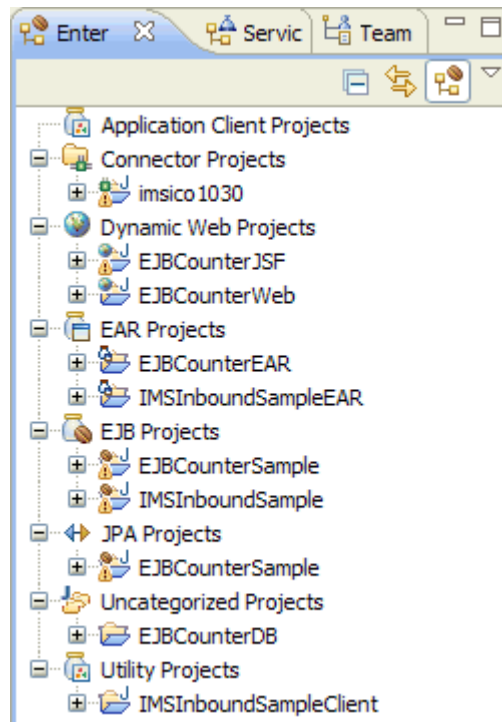 Enter Servic Team
Application Client Projects
Connector Projects
imsico1030
Dynamic Web Projects
EJBCounterJSF
EJBCounterWeb
EAR Projects
EJBCounterEAR
IMSInboundSampleEAR
EJB Projects
EJBCounterSample
IMSInboundSample
JPA Projects
EJBCounterSample
Uncategorized Projects
EJBCounterDB
Utility Projects
IMSInboundSampleClient